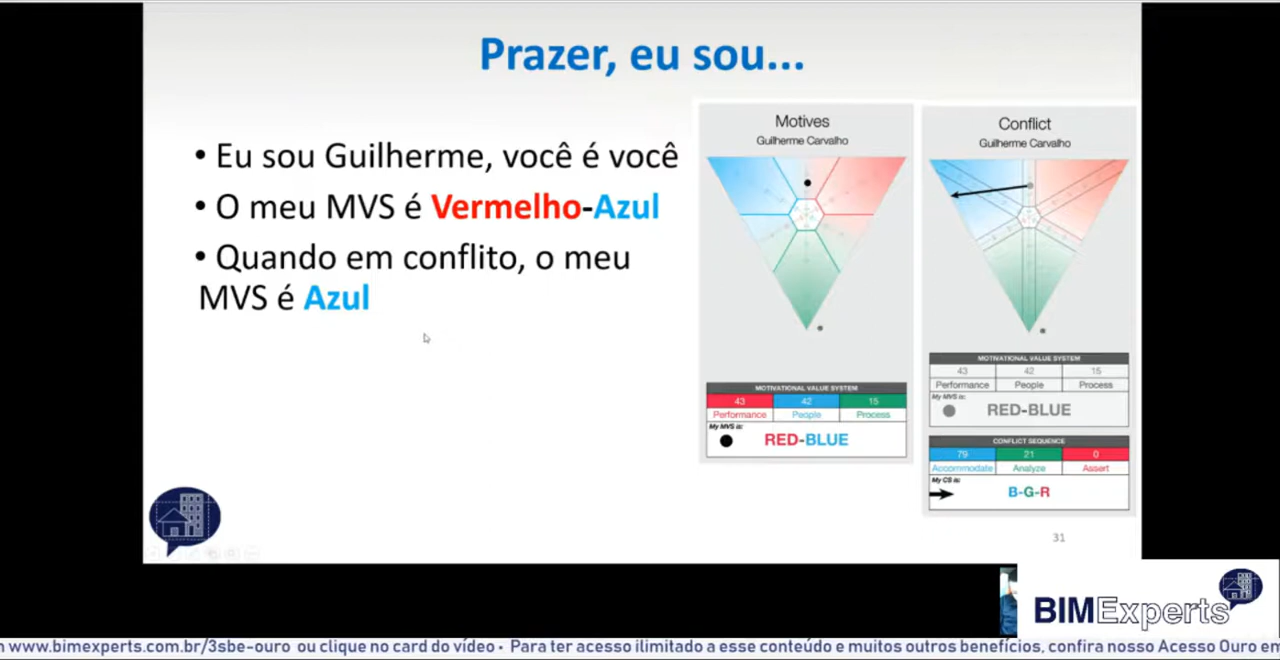 Prazer, eu sou...
• Eu sou Guilherme, você é você
• O meu MVS é Vermelho-Azul
• Quando em conflito, o meu
MVS é Azul
Motives
Guilherme Carvalho
MOTIVATIONAL VALUE SYSTEM
43 42 15
Performance People Process
My MVS is:
RED-BLUE
Conflict
Guilherme Carvalho
MOTIVATIONAL VALUE SYSTEM
43 42 15
Performance People Process
My MVS is:
RED-BLUE
CONFLICT SEQUENCE
79 21 0
Accommodate Analyze Assert
My CS is:
B-G-R
31
BIMExperts
www.bimexperts.com.br/3sbe-ouro ou clique no card do vídeo • Para ter acesso ilimitado a esse conteúdo e muitos outros benefícios, confira nosso Acesso Ouro em